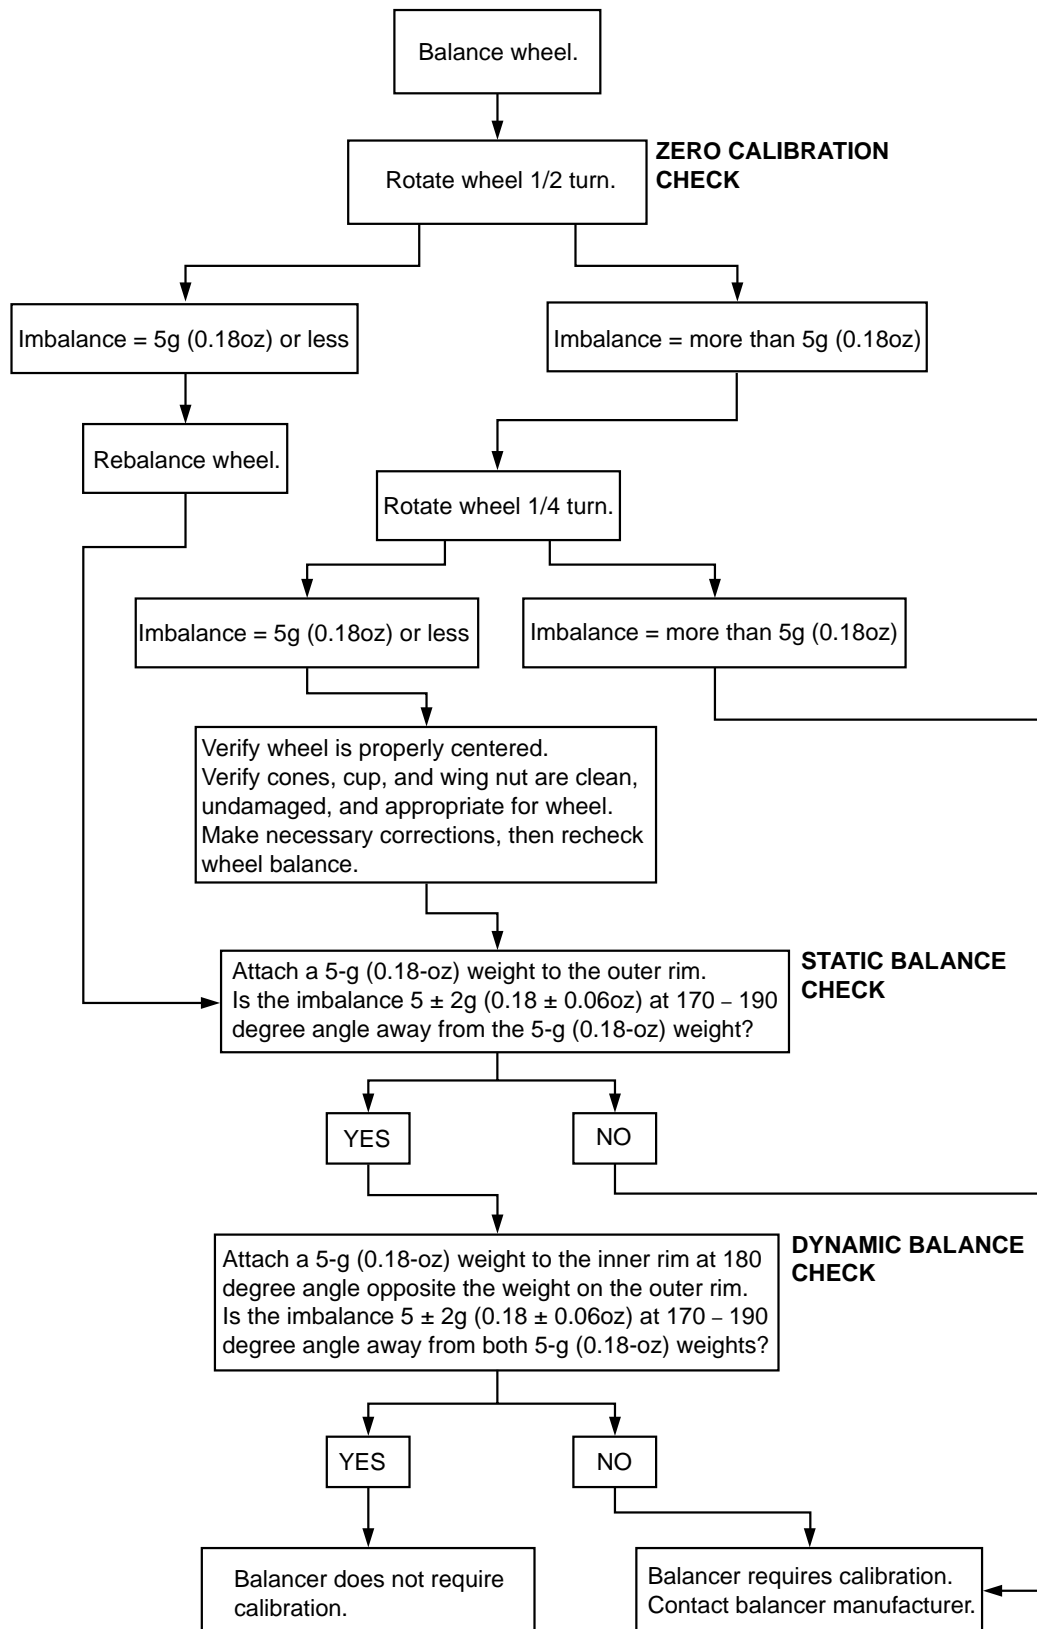 Balance wheel.
ZERO CALIBRATION
CHECK
Rotate wheel 1/2 turn.
Imbalance = 5g (0.18oz) or less
Imbalance = more than 5g (0.18oz)
Rebalance wheel.
Rotate wheel 1/4 turn.
Imbalance = 5g (0.18oz) or less
Imbalance = more than 5g (0.18oz)
Verify wheel is properly centered.
Verify cones, cup, and wing nut are clean,
undamaged, and appropriate for wheel.
Make necessary corrections, then recheck
wheel balance.
STATIC BALANCE
CHECK
Attach a 5-g (0.18-oz) weight to the outer rim.
Is the imbalance 5 ± 2g (0.18 ± 0.06oz) at 170 – 190
degree angle away from the 5-g (0.18-oz) weight?
YES
NO
DYNAMIC BALANCE
CHECK
Attach a 5-g (0.18-oz) weight to the inner rim at 180
degree angle opposite the weight on the outer rim.
Is the imbalance 5 ± 2g (0.18 ± 0.06oz) at 170 – 190
degree angle away from both 5-g (0.18-oz) weights?
YES
NO
Balancer does not require
calibration.
Balancer requires calibration.
Contact balancer manufacturer.